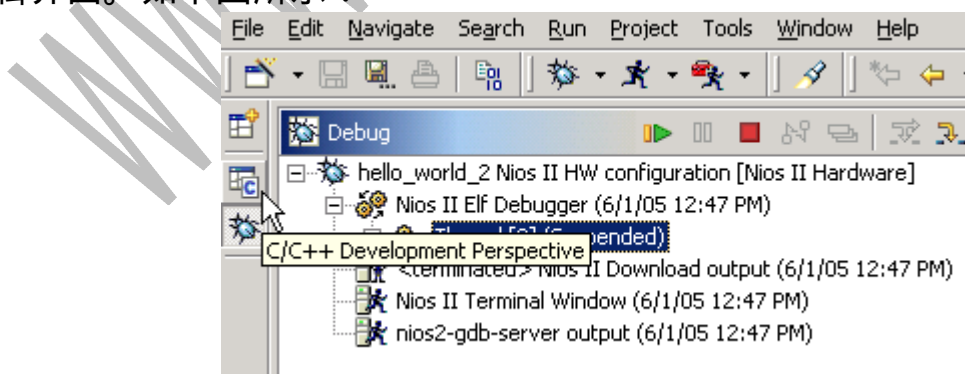 面。如下图所示
File Edit Navigate Search Run Project Tools Window Help
Debug
hello_world_2 Nios II HW configuration [Nios II Hardware]
Nios II Elf Debugger (6/1/05 12:47 PM)
C/C++ Development Perspective
<terminated> Nios II Download output (6/1/05 12:47 PM)
Nios II Terminal Window (6/1/05 12:47 PM)
nios2-gdb-server output (6/1/05 12:47 PM)